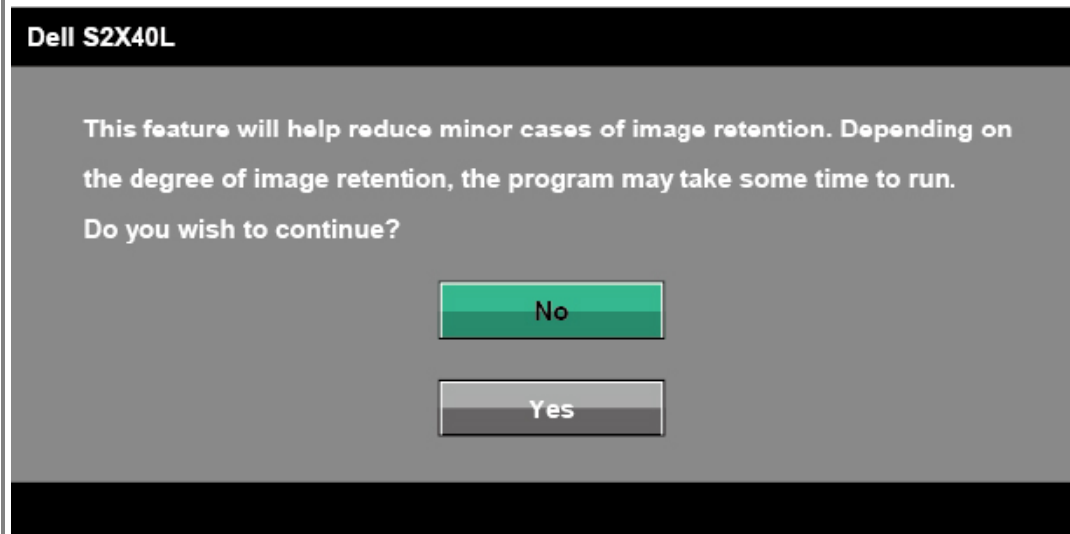 Dell S2X40L
This feature will help reduce minor cases of image retention. Depending on
the degree of image retention, the program may take some time to run.
Do you wish to continue?
No
Yes